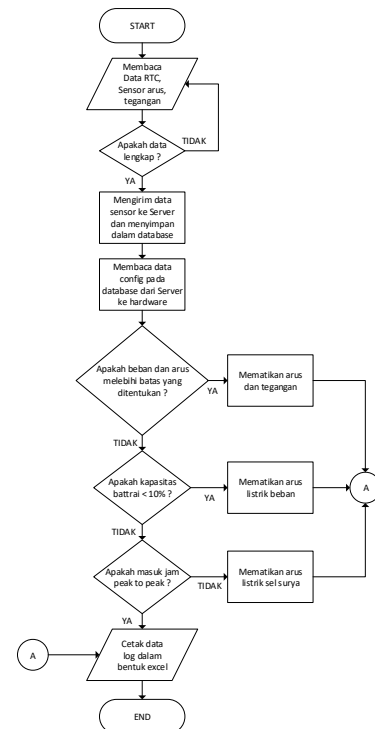 START
Membaca
Data RTC,
Sensor arus,
tegangan
Apakah data
lengkap ?
TIDAK
YA
Mengirim data
sensor ke Server
dan menyimpan
dalam database
Membaca data
config pada
database dari Server
ke hardware
Apakah beban dan arus
melebihi batas yang
ditentukan ?
YA
Mematikan arus
dan tegangan
TIDAK
Apakah kapasitas
battrai < 10% ?
YA
Mematikan arus
listrik beban
A
TIDAK
Apakah masuk jam
peak to peak ?
TIDAK
Mematikan arus
listrik sel surya
YA
A
Cetak data
log dalam
bentuk excel
END